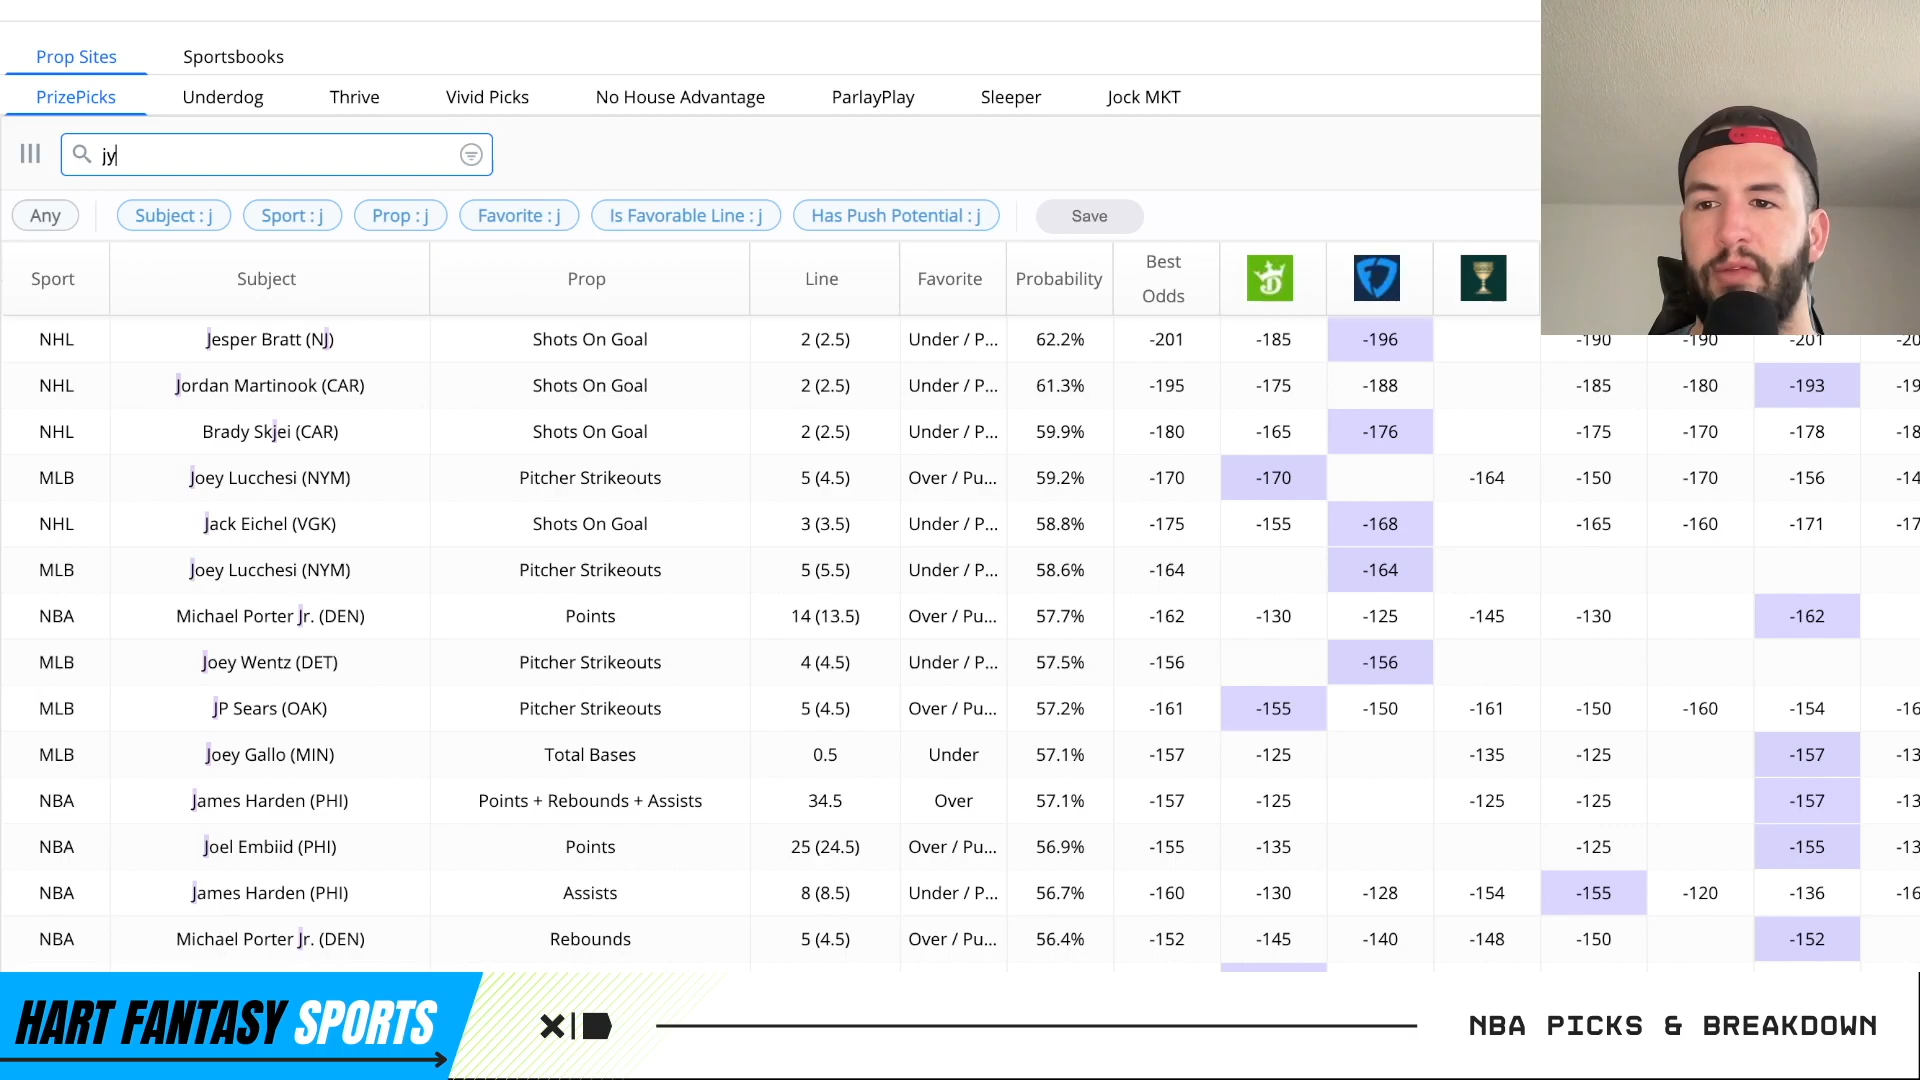 Prop Sites Sportsbooks
PrizePicks Underdog Thrive Vivid Picks No House Advantage ParlayPlay Sleeper Jock MKT
jy
Any Subject : j Sport : j Prop : j Favorite : j Is Favorable Line : j Has Push Potential : j Save
Sport Subject Prop Line Favorite Probability Best Odds
NHL Jesper Bratt (NJ) Shots On Goal 2 (2.5) Under / P... 62.2% -201 -185 -196 -190 -190 -201
NHL Jordan Martinook (CAR) Shots On Goal 2 (2.5) Under / P... 61.3% -195 -175 -188 -185 -180 -193
NHL Brady Skjei (CAR) Shots On Goal 2 (2.5) Under / P... 59.9% -180 -165 -176 -175 -170 -178
MLB Joey Lucchesi (NYM) Pitcher Strikeouts 5 (4.5) Over / Pu... 59.2% -170 -170 -164 -150 -170 -156
NHL Jack Eichel (VGK) Shots On Goal 3 (3.5) Under / P... 58.8% -175 -155 -168 -165 -160 -171
MLB Joey Lucchesi (NYM) Pitcher Strikeouts 5 (5.5) Under / P... 58.6% -164 -164
NBA Michael Porter Jr. (DEN) Points 14 (13.5) Over / Pu... 57.7% -162 -130 -125 -145 -130 -162
MLB Joey Wentz (DET) Pitcher Strikeouts 4 (4.5) Under / P... 57.5% -156 -156
MLB JP Sears (OAK) Pitcher Strikeouts 5 (4.5) Over / Pu... 57.2% -161 -155 -150 -161 -150 -160 -154
MLB Joey Gallo (MIN) Total Bases 0.5 Under 57.1% -157 -125 -135 -125 -157
NBA James Harden (PHI) Points + Rebounds + Assists 34.5 Over 57.1% -157 -125 -125 -125 -157
NBA Joel Embiid (PHI) Points 25 (24.5) Over / Pu... 56.9% -155 -135 -125 -155
NBA James Harden (PHI) Assists 8 (8.5) Under / P... 56.7% -160 -130 -128 -154 -155 -120 -136
NBA Michael Porter Jr. (DEN) Rebounds 5 (4.5) Over / Pu... 56.4% -152 -145 -140 -148 -150 -152
HART FANTASY SPORTS
NBA PICKS & BREAKDOWN